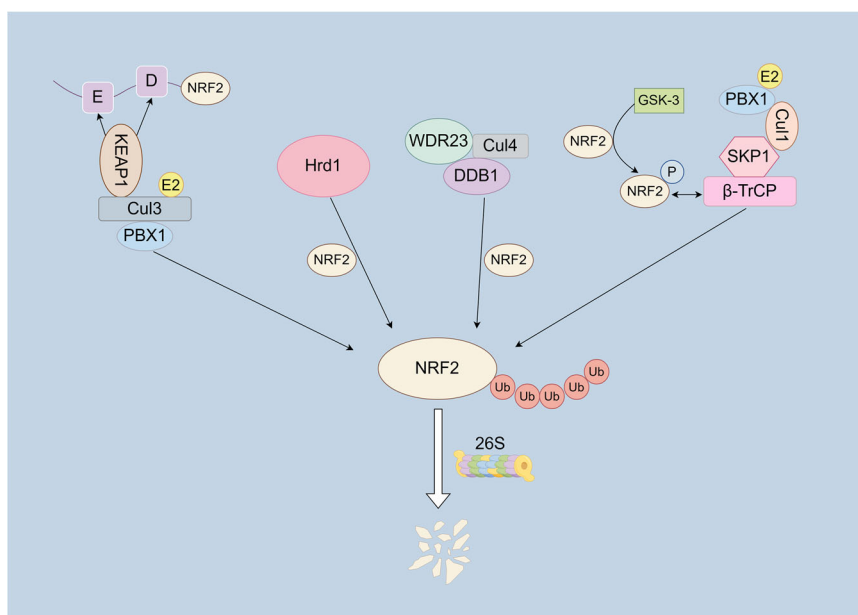 E
D
NRF2
KEAP1
E2
Cul3
PBX1
Hrd1
NRF2
WDR23
Cul4
DDB1
NRF2
GSK-3
NRF2
P
NRF2
E2
PBX1
Cul1
SKP1
β-TrCP
NRF2
Ub
Ub
Ub
Ub
Ub
26S